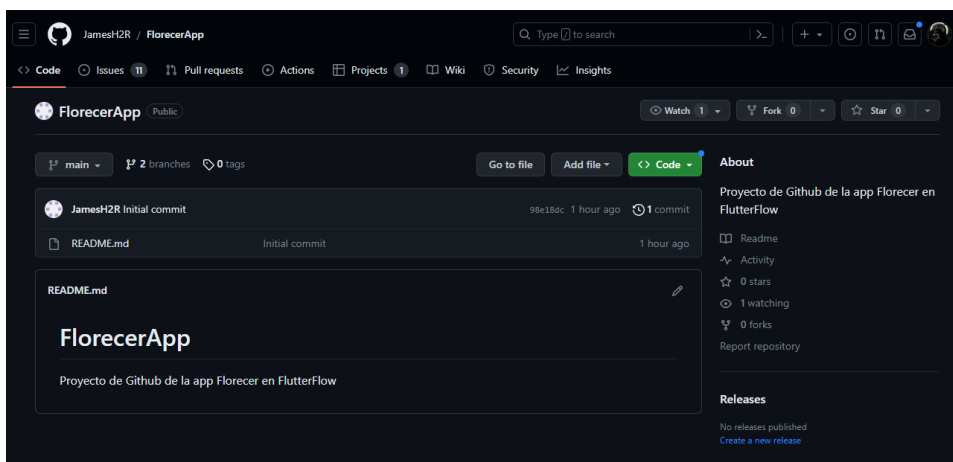 JamesH2R / FlorecerApp
Type / to search
Code Issues 11 Pull requests Actions Projects 1 Wiki Security Insights
FlorecerApp Public
Watch 1 Fork 0 Star 0
main 2 branches 0 tags
Go to file Add file Code
JamesH2R Initial commit 98e18dc 1 hour ago 1 commit
README.md Initial commit 1 hour ago
README.md
FlorecerApp
Proyecto de Github de la app Florecer en FlutterFlow
About
Proyecto de Github de la app Florecer en
FlutterFlow
Readme
Activity
0 stars
1 watching
0 forks
Report repository
Releases
No releases published
Create a new release